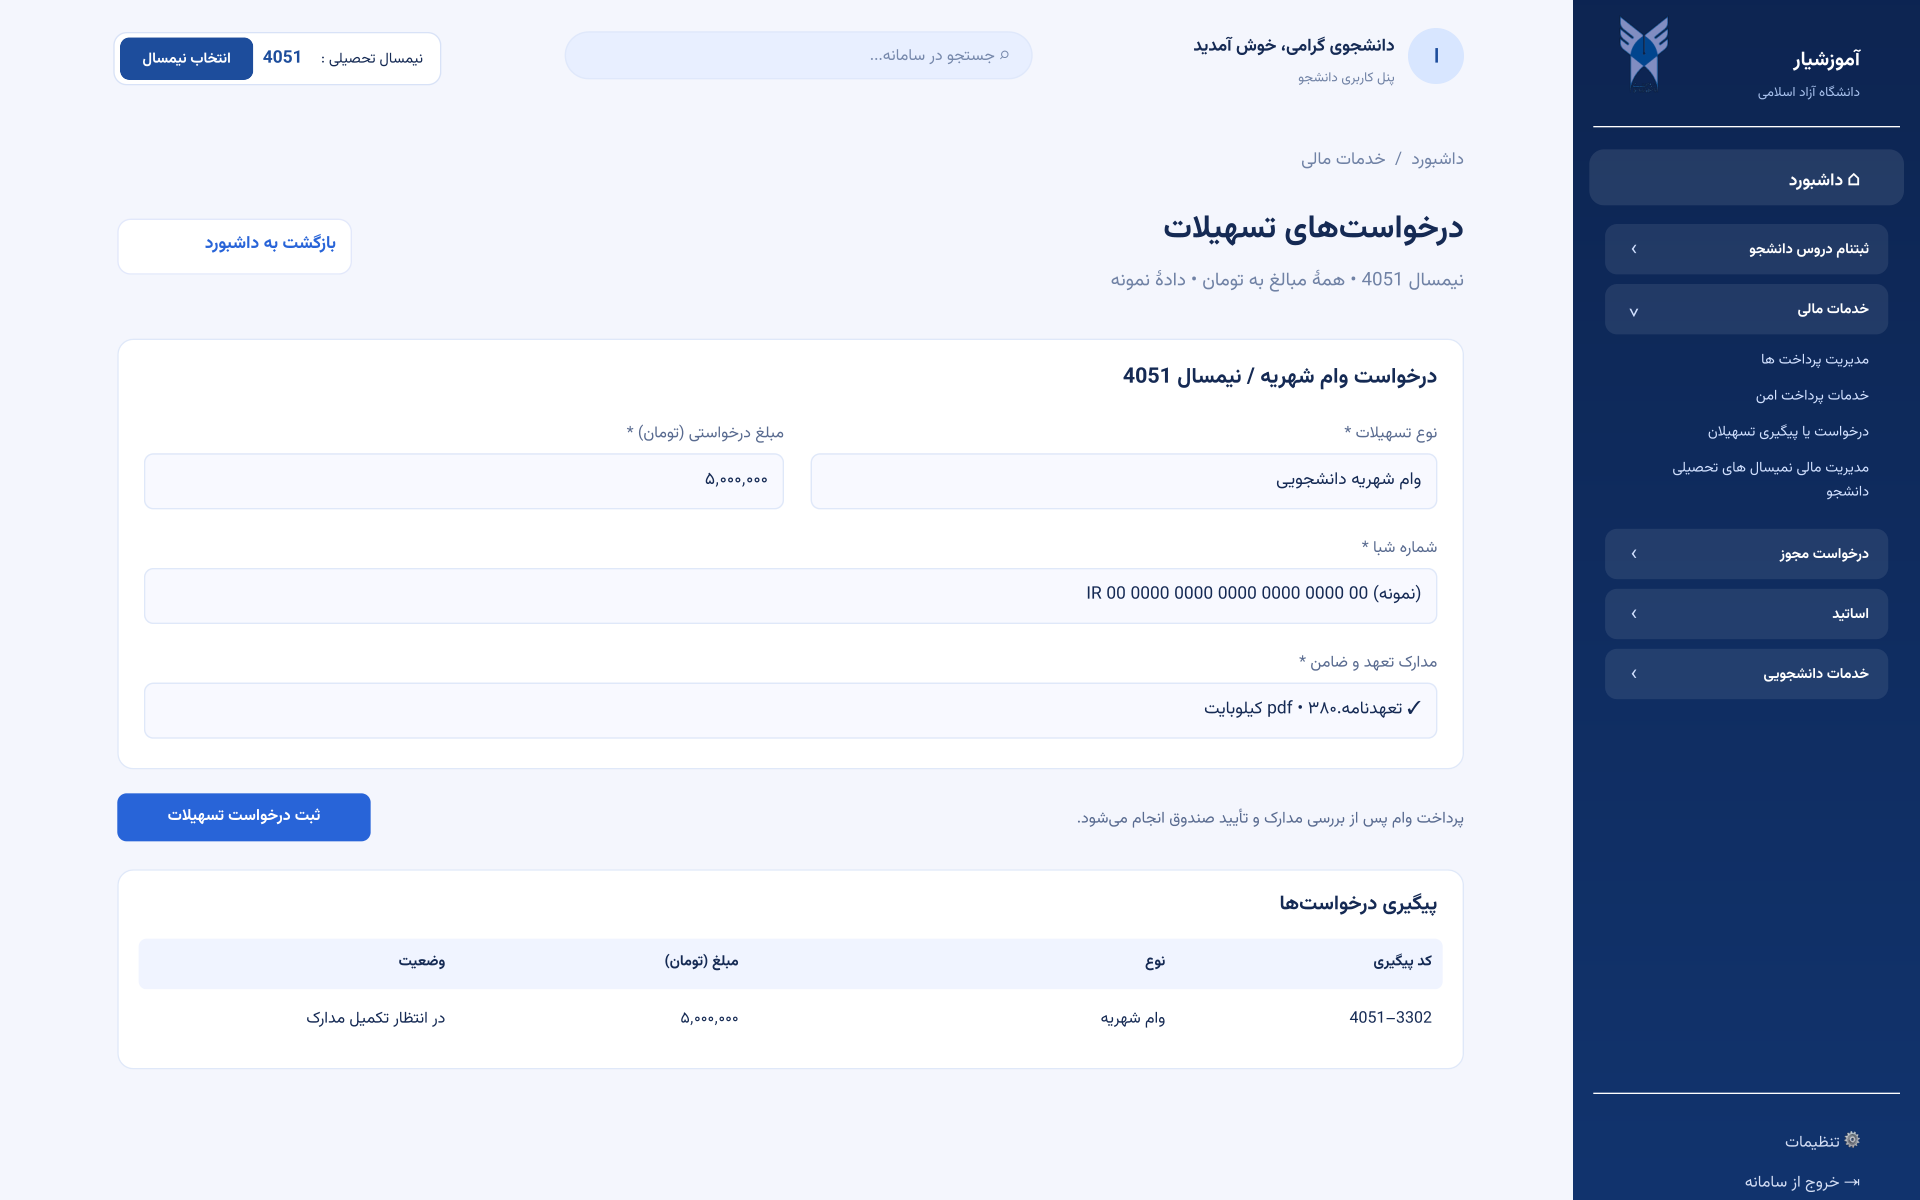 آموزشیار
دانشگاه آزاد اسلامی
⌂ داشبورد
ثبتنام دروس دانشجو ‹
خدمات مالی ˅
مدیریت پرداخت ها
خدمات پرداخت امن
درخواست یا پیگیری تسهیلان
مدیریت مالی نمیسال های تحصیلی
دانشجو
درخواست مجوز ‹
اساتید ‹
خدمات دانشجویی ‹
⚙ تنظیمات
⇥ خروج از سامانه
ا
دانشجوی گرامی، خوش آمدید
پنل کاربری دانشجو
⌕ جستجو در سامانه...
نیمسال تحصیلی : 4051 انتخاب نیمسال
داشبورد / خدمات مالی
درخواست‌های تسهیلات
نیمسال 4051 • همهٔ مبالغ به تومان • دادهٔ نمونه
بازگشت به داشبورد
درخواست وام شهریه / نیمسال 4051
نوع تسهیلات *
وام شهریه دانشجویی
مبلغ درخواستی (تومان) *
۵,۰۰۰,۰۰۰
شماره شبا *
IR 00 0000 0000 0000 0000 0000 00 (نمونه)
مدارک تعهد و ضامن *
✓ تعهدنامه.pdf • ۳۸۰ کیلوبایت
پرداخت وام پس از بررسی مدارک و تأیید صندوق انجام می‌شود.
ثبت درخواست تسهیلات
پیگیری درخواست‌ها
کد پیگیری نوع مبلغ (تومان) وضعیت
4051–3302 وام شهریه ۵,۰۰۰,۰۰۰ در انتظار تکمیل مدارک